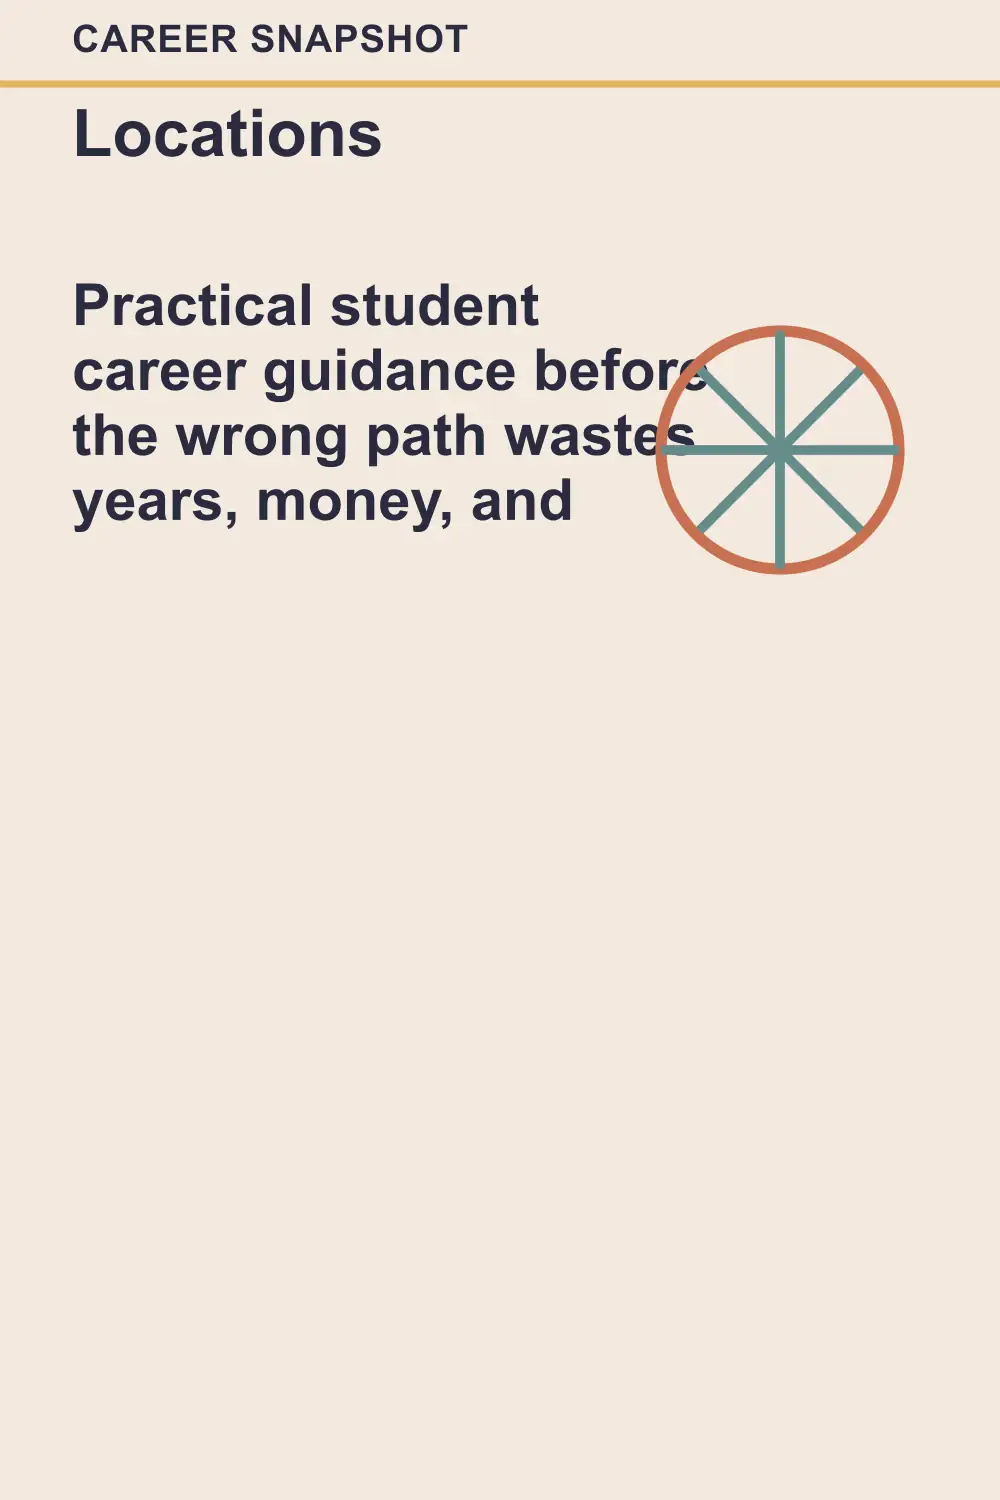 CAREER SNAPSHOT
Locations
Practical student
career guidance before
the wrong path wastes
years, money, and